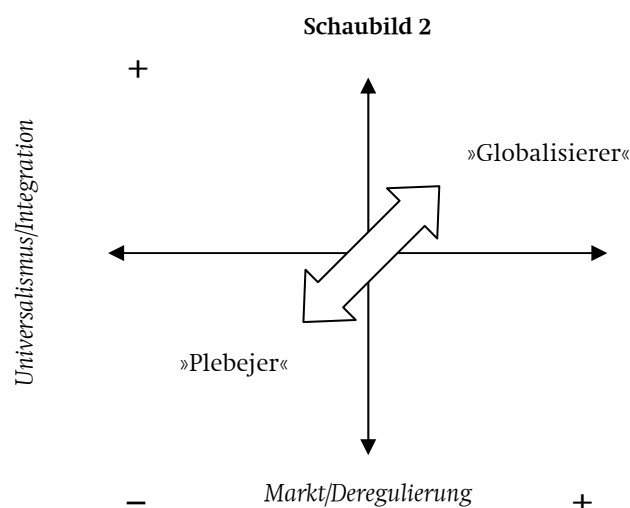 Schaubild 2
+
»Globalisierer«
Universalismus/Integration
»Plebejer«
Markt/Deregulierung
− +